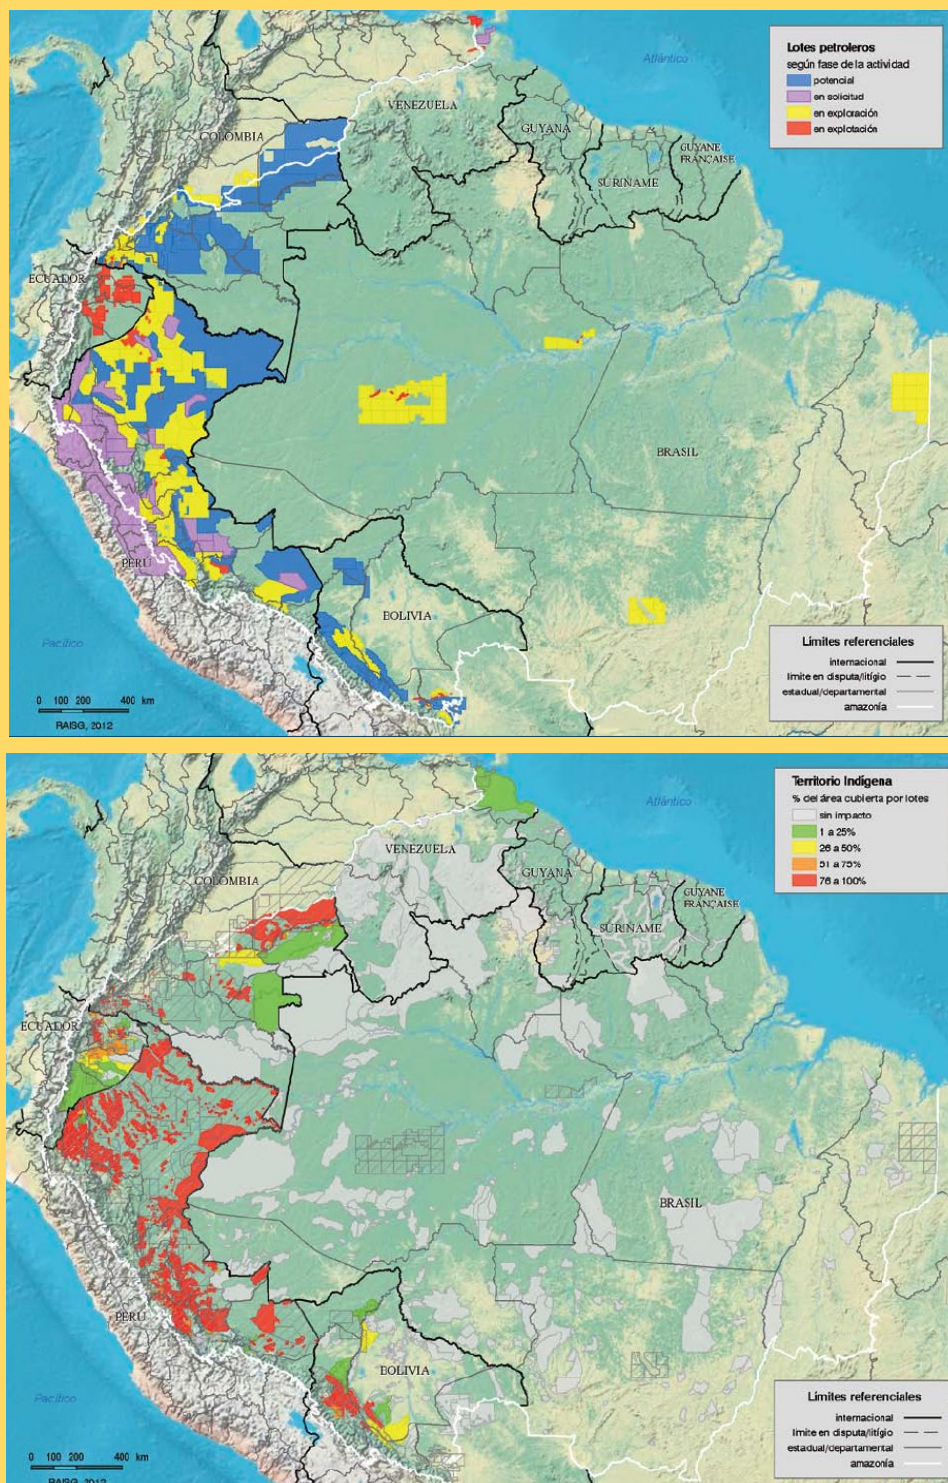 Lotes petroleros
según fase de la actividad
potencial
en solicitud
en exploración
en explotación
Atlántico
VENEZUELA
COLOMBIA
GUYANA
GUYANE
FRANÇAISE
SURINAME
ECUADOR
BRASIL
PERÚ
BOLIVIA
Pacífico
0 100 200 400 km
RAISG, 2012
Límites referenciales
internacional
límite en disputa/litígio
estadual/departamental
amazonía
Territorio Indígena
% del área cubierta por lotes
sin impacto
1 a 25%
26 a 50%
51 a 75%
76 a 100%
Atlántico
VENEZUELA
COLOMBIA
GUYANA
GUYANE
FRANÇAISE
SURINAME
ECUADOR
BRASIL
PERÚ
BOLIVIA
Pacífico
0 100 200 400 km
RAISG, 2012
Límites referenciales
internacional
límite en disputa/litígio
estadual/departamental
amazonía